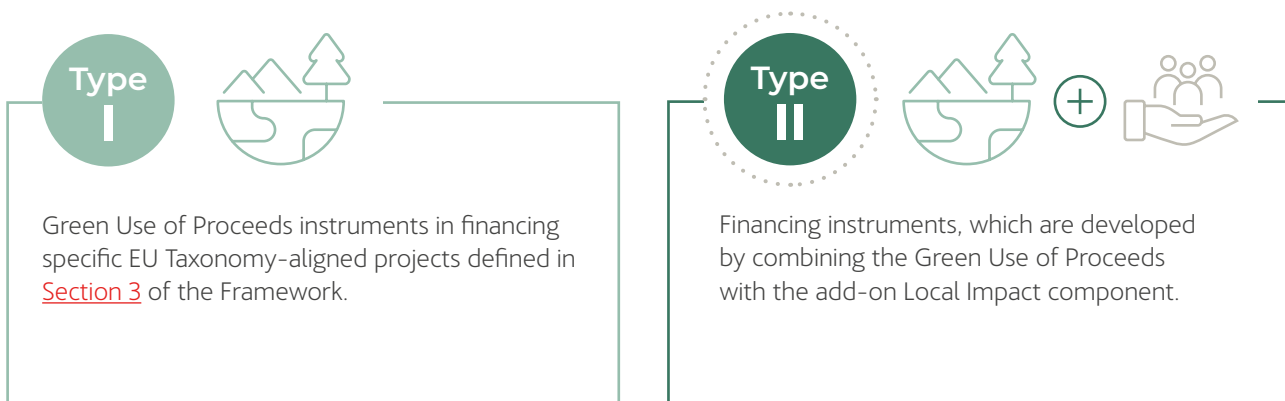 Type
I
Green Use of Proceeds instruments in financing
specific EU Taxonomy-aligned projects defined in
Section 3 of the Framework.
Type
II
Financing instruments, which are developed
by combining the Green Use of Proceeds
with the add-on Local Impact component.